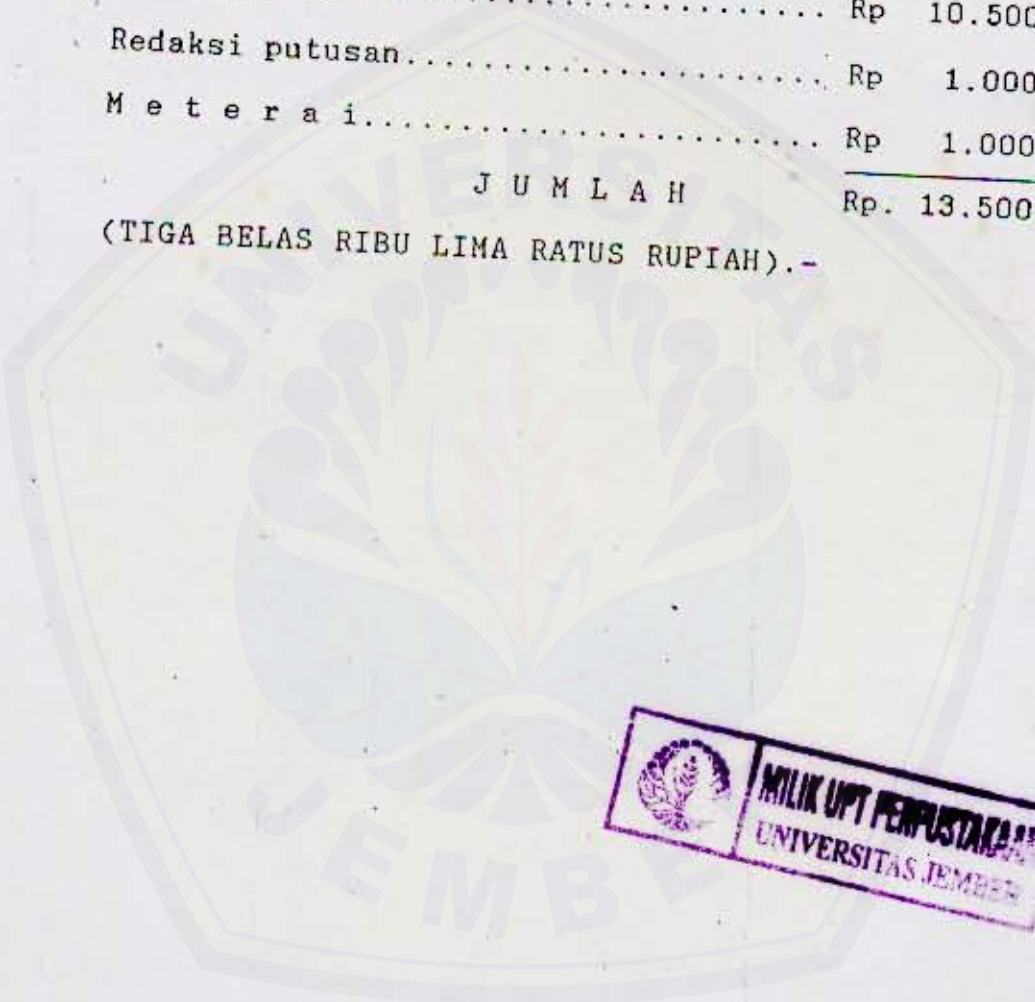 Rp 10.500
Redaksi putusan....................... Rp 1.000
M e t e r a i......................... Rp 1.000
J U M L A H Rp. 13.500
(TIGA BELAS RIBU LIMA RATUS RUPIAH).-
UNIVERSITAS
JEMBER
MILIK UPT PERPUSTAKAAN
UNIVERSITAS JEMBER